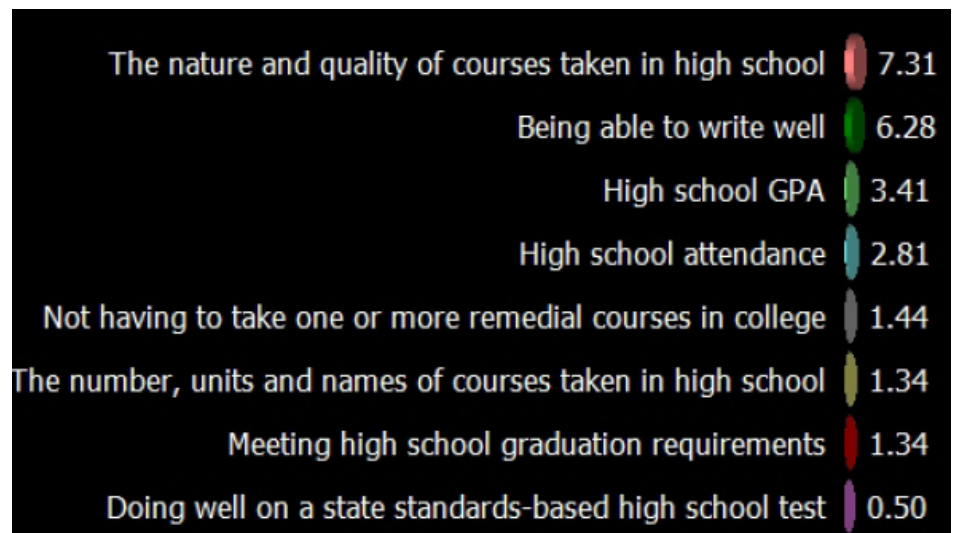 The nature and quality of courses taken in high school 7.31
Being able to write well 6.28
High school GPA 3.41
High school attendance 2.81
Not having to take one or more remedial courses in college 1.44
The number, units and names of courses taken in high school 1.34
Meeting high school graduation requirements 1.34
Doing well on a state standards-based high school test 0.50